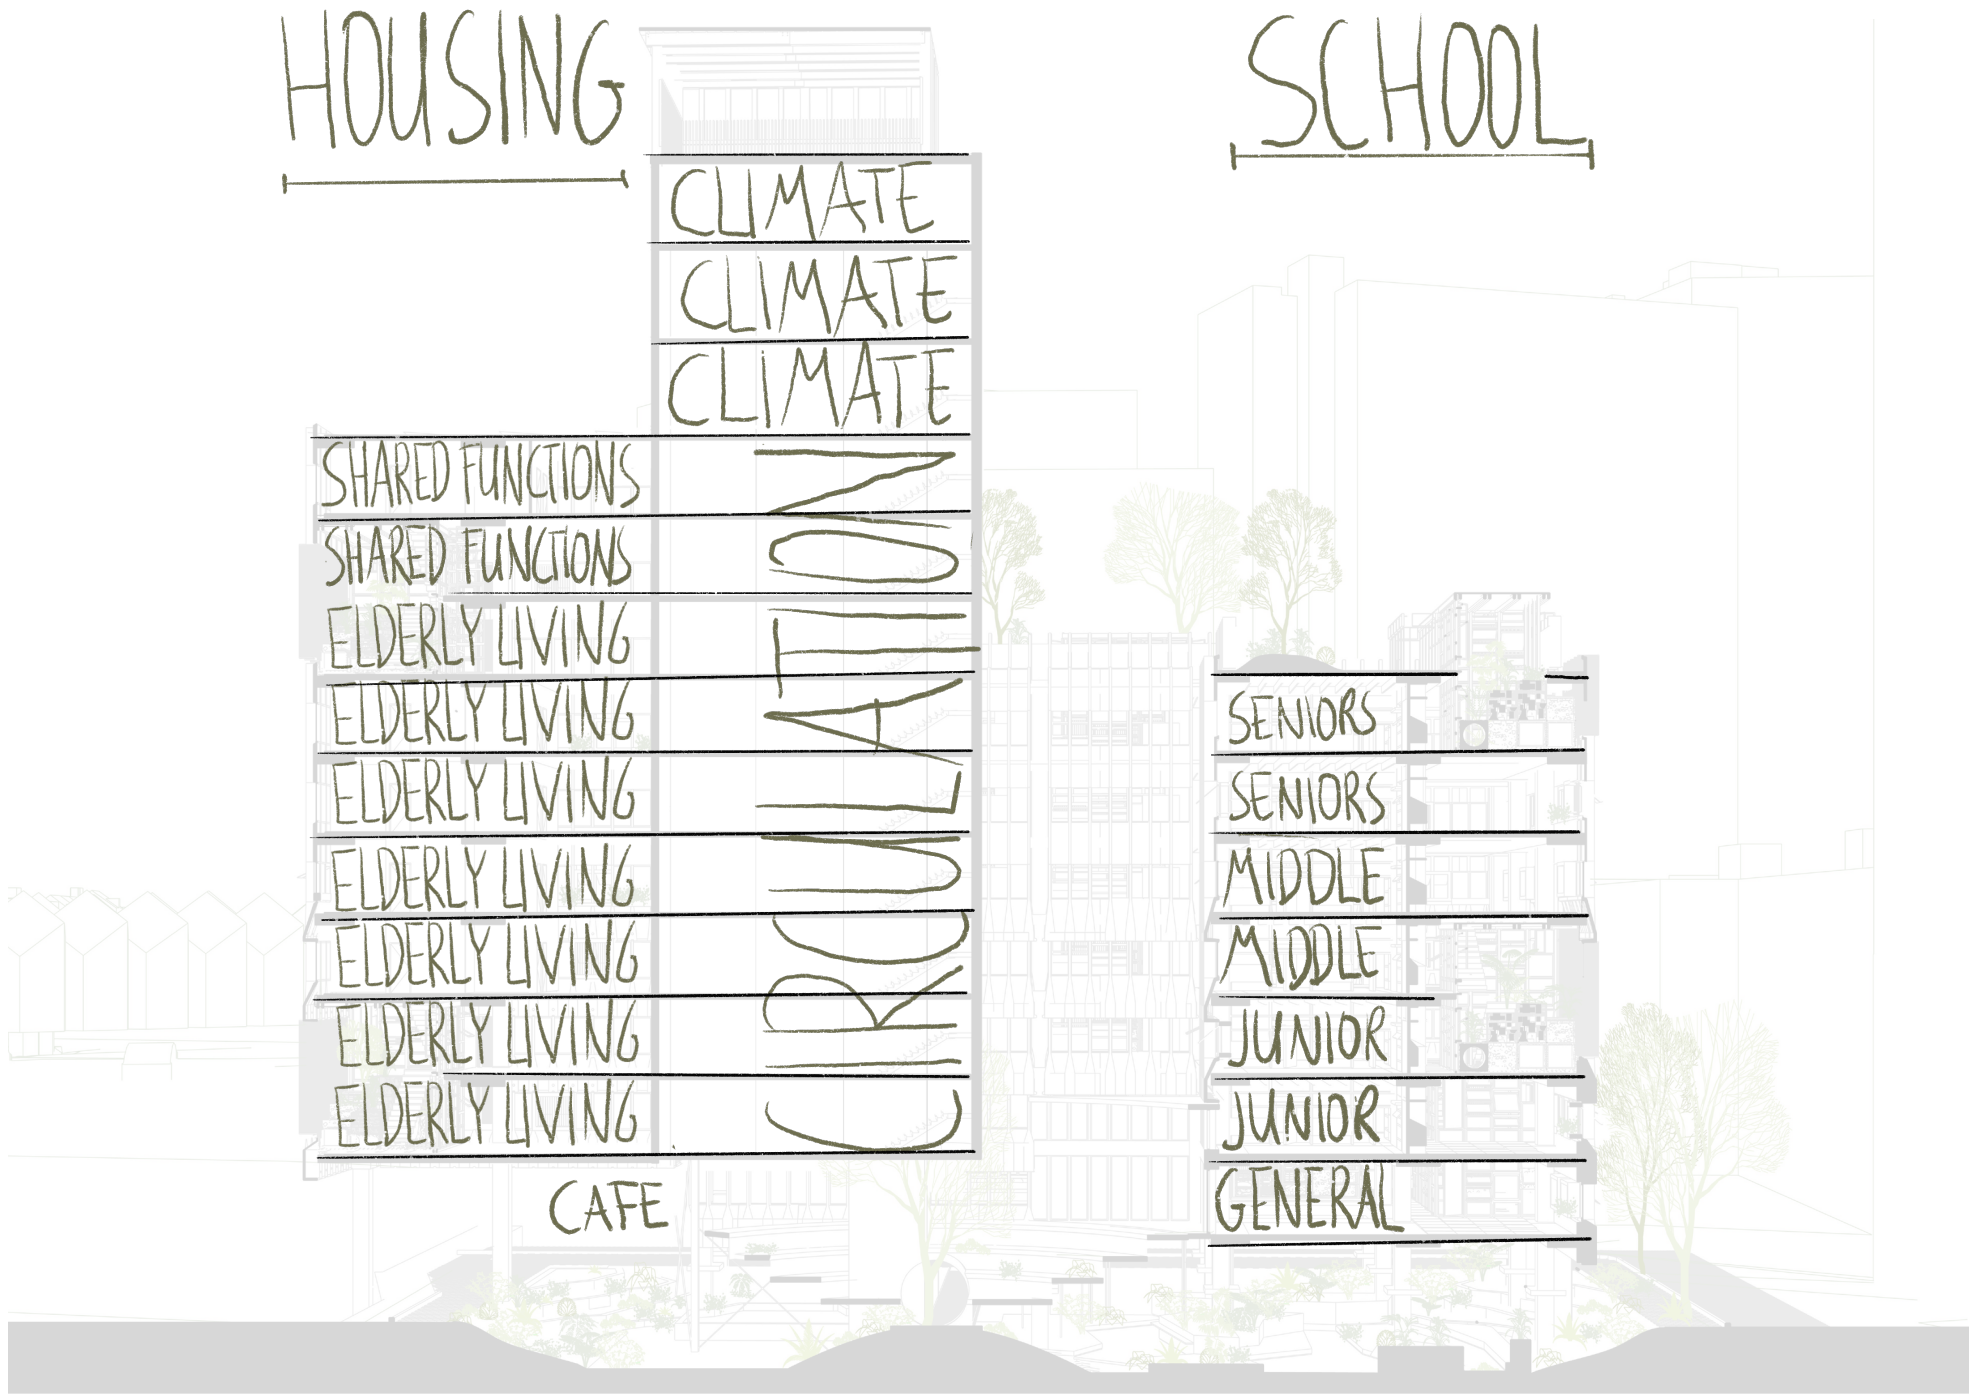 HOUSING
SCHOOL
CLIMATE
CLIMATE
CLIMATE
SHARED FUNCTIONS
SHARED FUNCTIONS
ELDERLY LIVING
ELDERLY LIVING
ELDERLY LIVING
ELDERLY LIVING
ELDERLY LIVING
ELDERLY LIVING
ELDERLY LIVING
CIRCULATION
CAFE
SENIORS
SENIORS
MIDDLE
MIDDLE
JUNIOR
JUNIOR
GENERAL